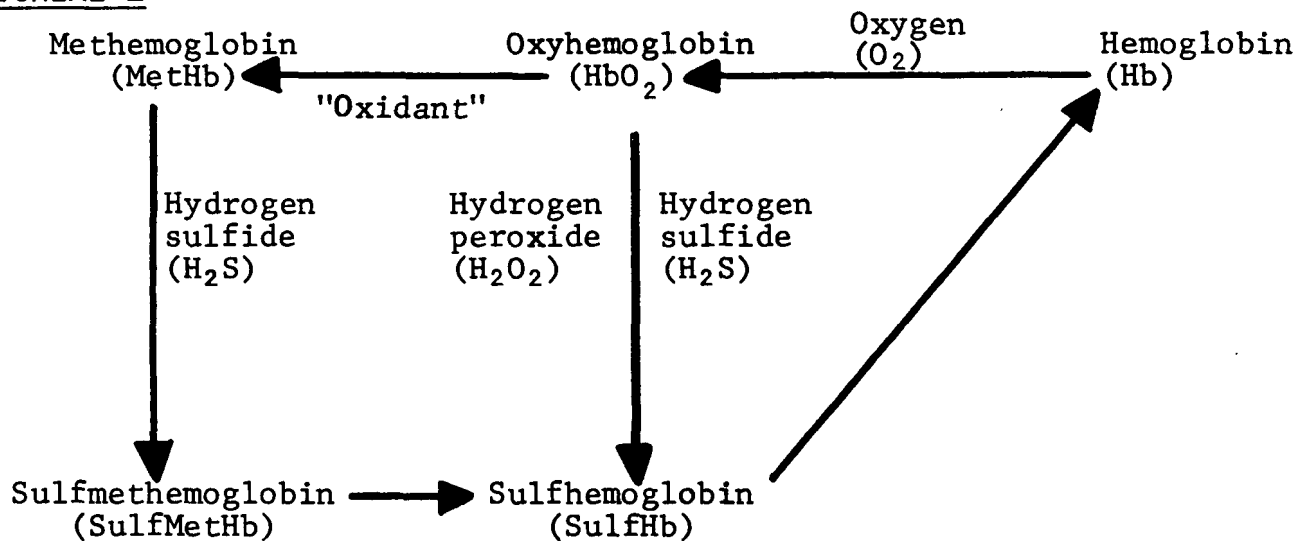 Methemoglobin
(MetHb)
"Oxidant"
Oxyhemoglobin
(HbO₂)
Oxygen
(O₂)
Hemoglobin
(Hb)
Hydrogen
sulfide
(H₂S)
Hydrogen
peroxide
(H₂O₂)
Hydrogen
sulfide
(H₂S)
Sulfmethemoglobin
(SulfMetHb)
Sulfhemoglobin
(SulfHb)